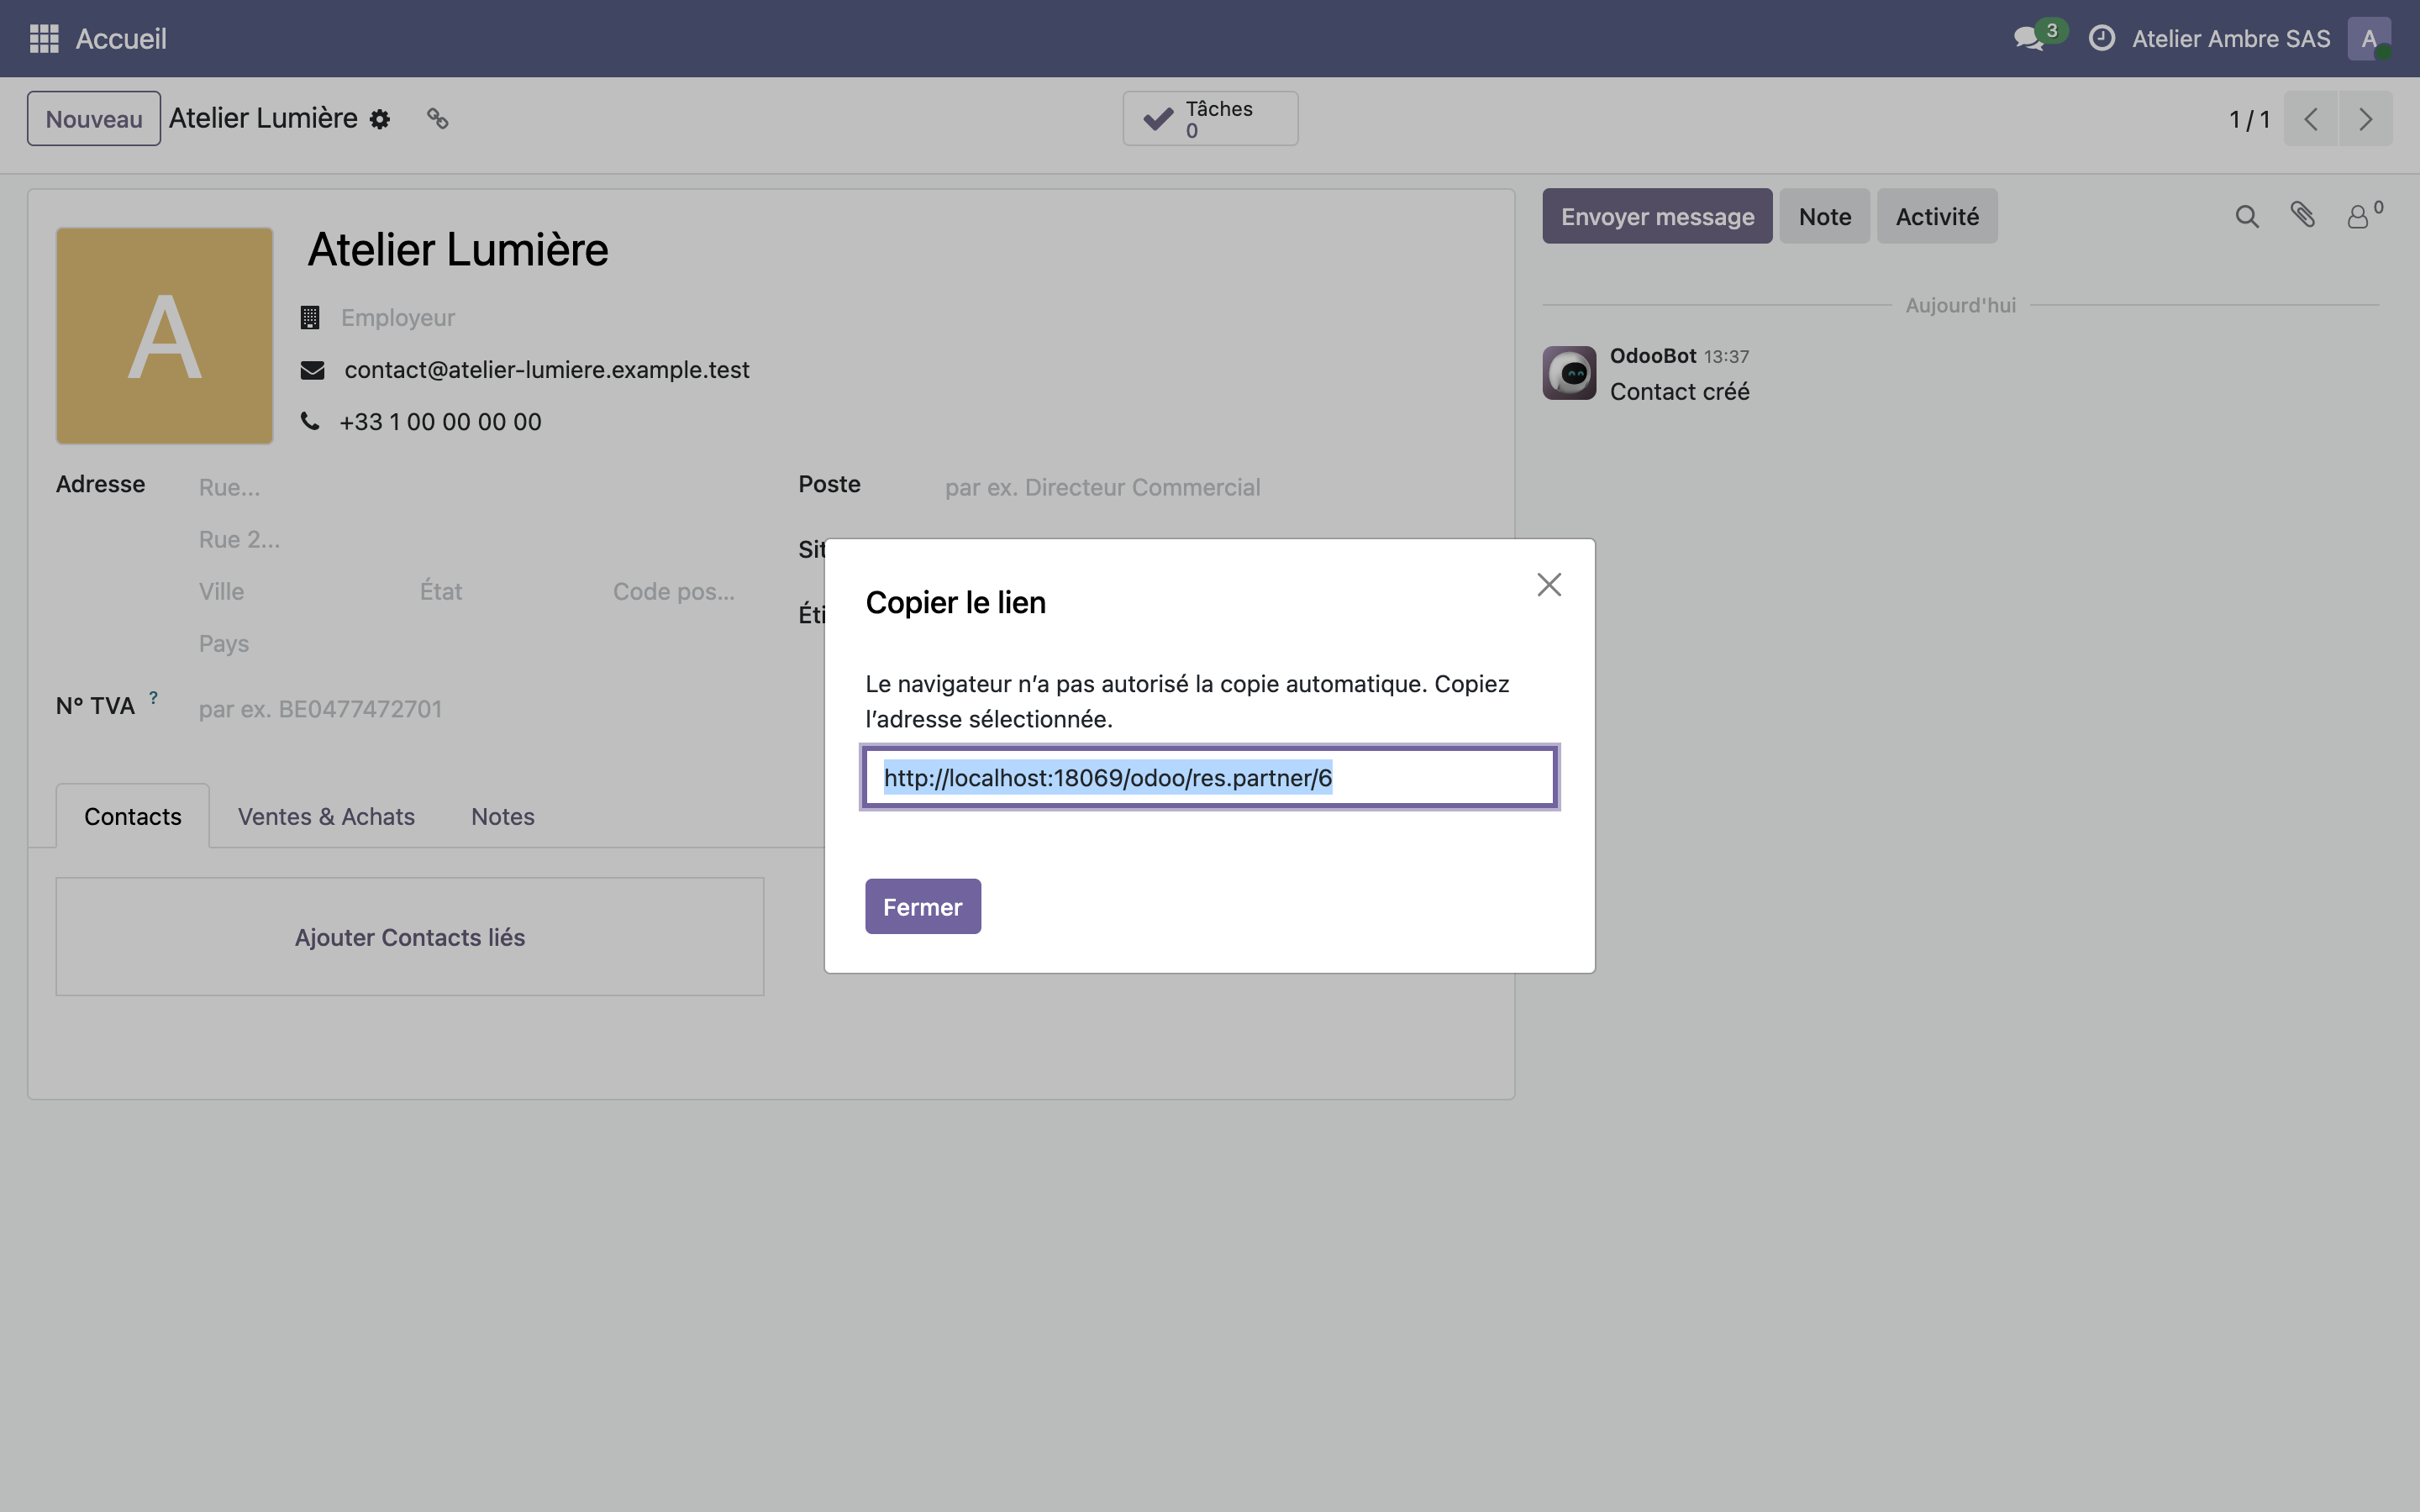 Accueil
3
Atelier Ambre SAS
A
Nouveau
Atelier Lumière
Tâches
0
1 / 1
A
Atelier Lumière
Employeur
contact@atelier-lumiere.example.test
+33 1 00 00 00 00
Adresse
Rue...
Rue 2...
Ville
État
Code pos...
Pays
N° TVA ?
par ex. BE0477472701
Poste
par ex. Directeur Commercial
Sit
Éti
Contacts
Ventes & Achats
Notes
Ajouter Contacts liés
Envoyer message
Note
Activité
0
Aujourd'hui
OdooBot 13:37
Contact créé
Copier le lien
Le navigateur n’a pas autorisé la copie automatique. Copiez
l’adresse sélectionnée.
http://localhost:18069/odoo/res.partner/6
Fermer